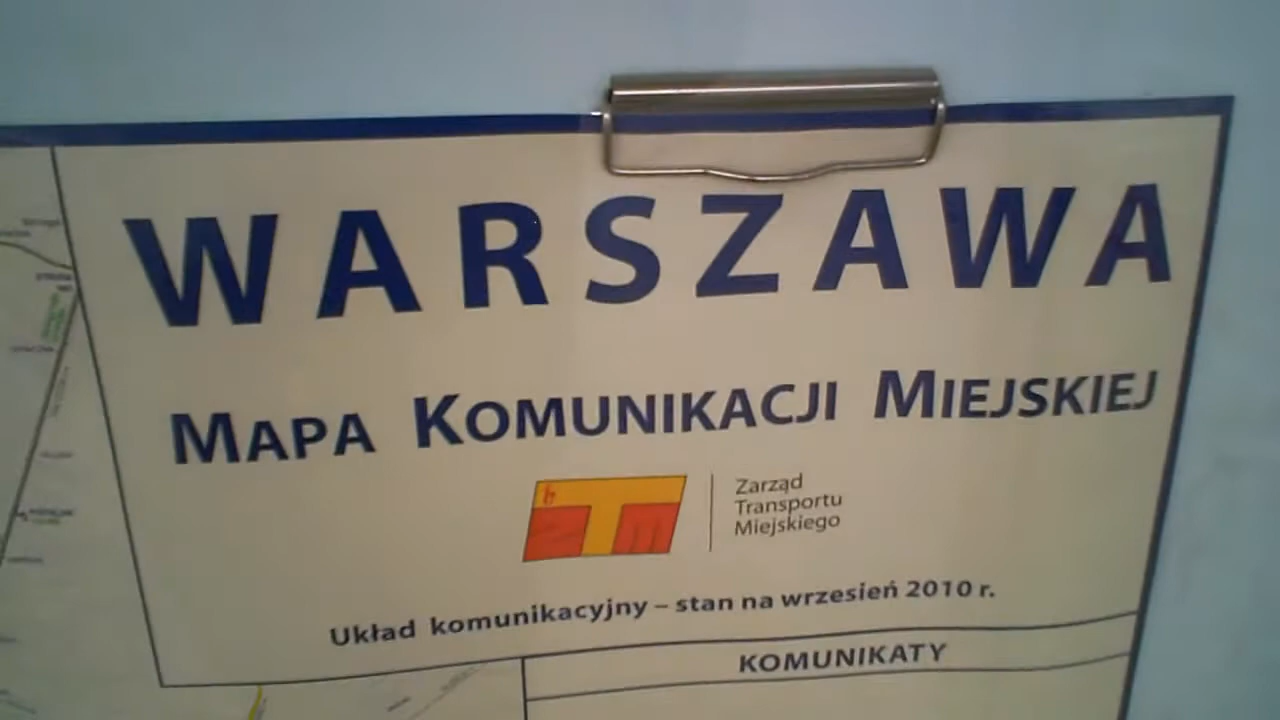 WARSZAWA
MAPA KOMUNIKACJI MIEJSKIEJ
Zarząd
Transportu
Miejskiego
Układ komunikacyjny – stan na wrzesień 2010 r.
KOMUNIKATY